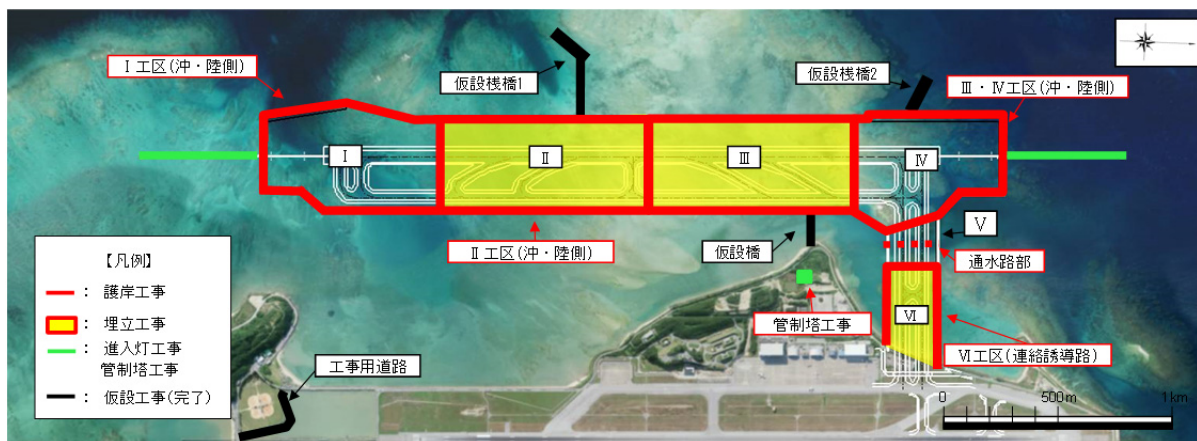 Ⅰ工区(沖・陸側)
仮設桟橋1
仮設桟橋2
Ⅲ・Ⅳ工区(沖・陸側)
Ⅰ
Ⅱ
Ⅲ
Ⅳ
Ⅴ
Ⅱ工区(沖・陸側)
仮設橋
通水路部
管制塔工事
Ⅵ
Ⅵ工区(連絡誘導路)
工事用道路
【凡例】
: 護岸工事
: 埋立工事
: 進入灯工事
管制塔工事
: 仮設工事(完了)
0 500m 1km